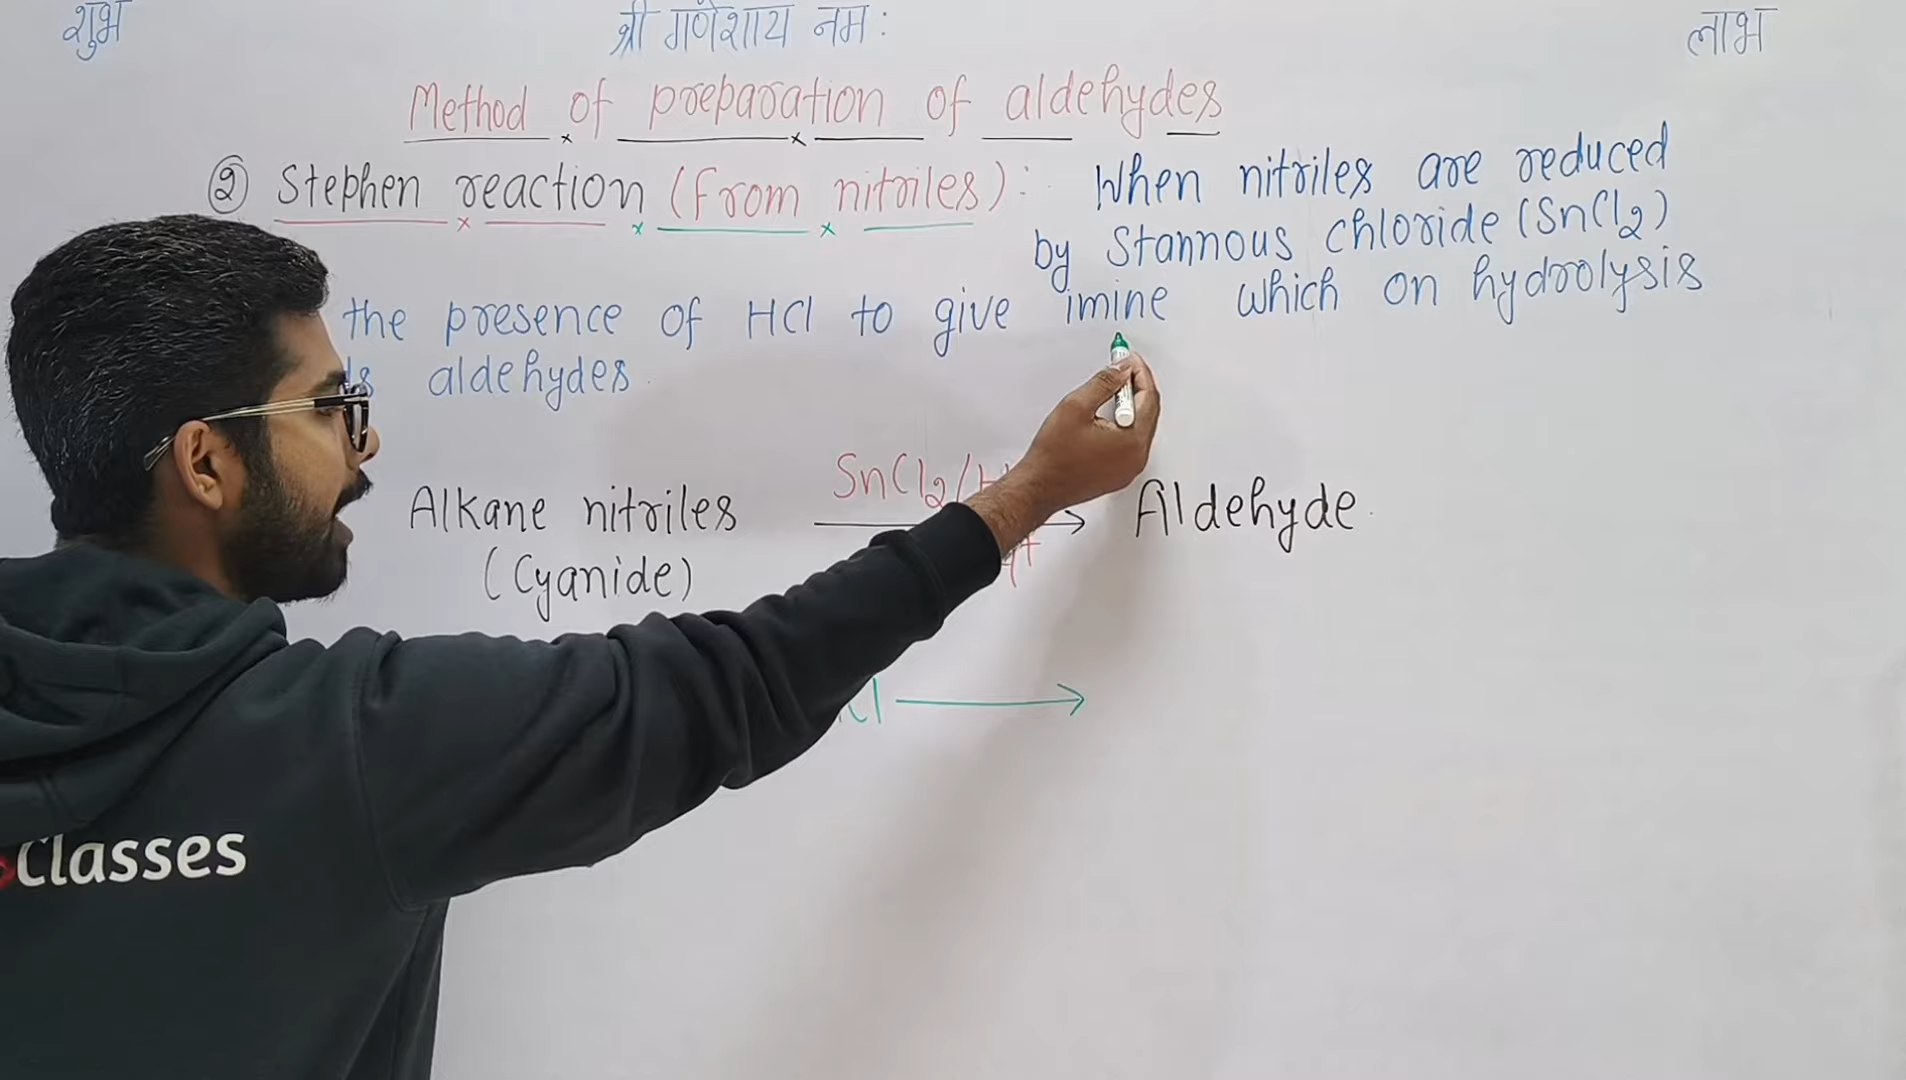 शुभ श्री गणेशाय नमः लाभ
Method of preparation of aldehydes
② Stephen reaction (From nitriles): When nitriles are reduced
by Stannous chloride (SnCl2)
the presence of HCl to give imine which on hydrolysis
aldehydes
SnCl2/
Alkane nitriles → Aldehyde
(Cyanide)
→
Classes